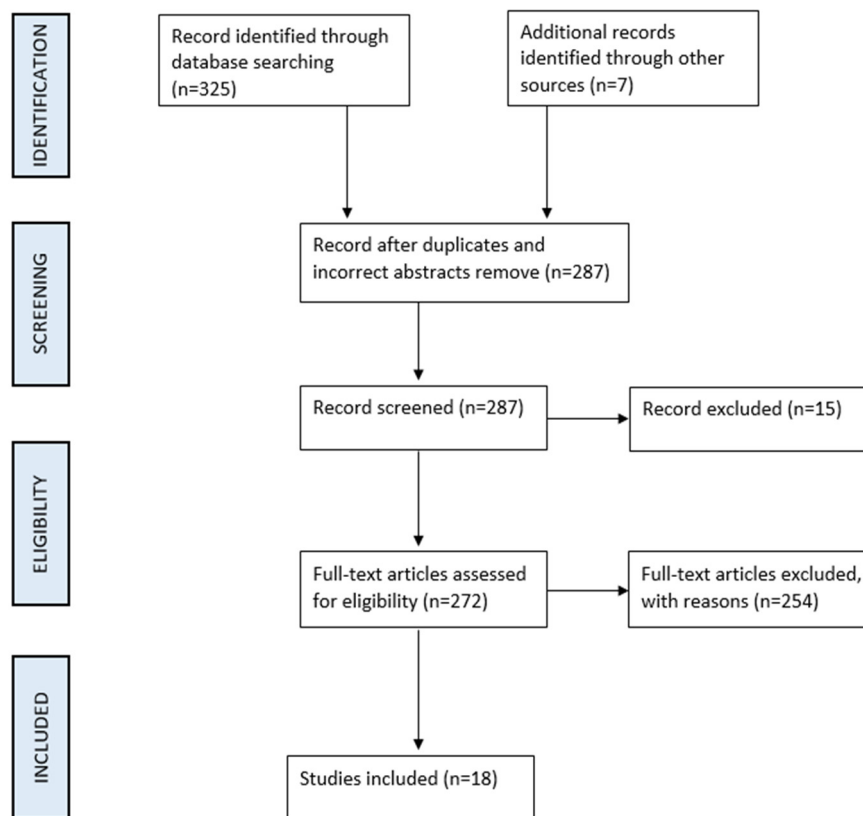 IDENTIFICATION
Record identified through
database searching
(n=325)
Additional records
identified through other
sources (n=7)
SCREENING
Record after duplicates and
incorrect abstracts remove (n=287)
Record screened (n=287)
Record excluded (n=15)
ELIGIBILITY
Full-text articles assessed
for eligibility (n=272)
Full-text articles excluded,
with reasons (n=254)
INCLUDED
Studies included (n=18)